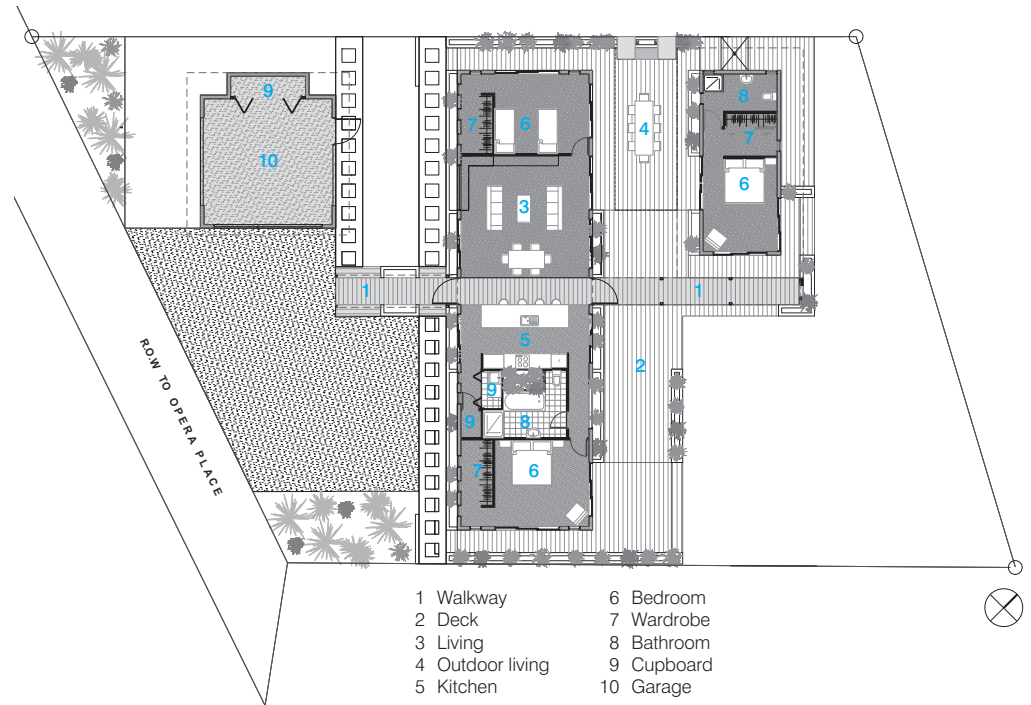 9
8
7
6
4
10
7
3
6
1
1
5
2
9
9
8
7
6
R.O.W TO OPERA PLACE
1 Walkway
2 Deck
3 Living
4 Outdoor living
5 Kitchen
6 Bedroom
7 Wardrobe
8 Bathroom
9 Cupboard
10 Garage